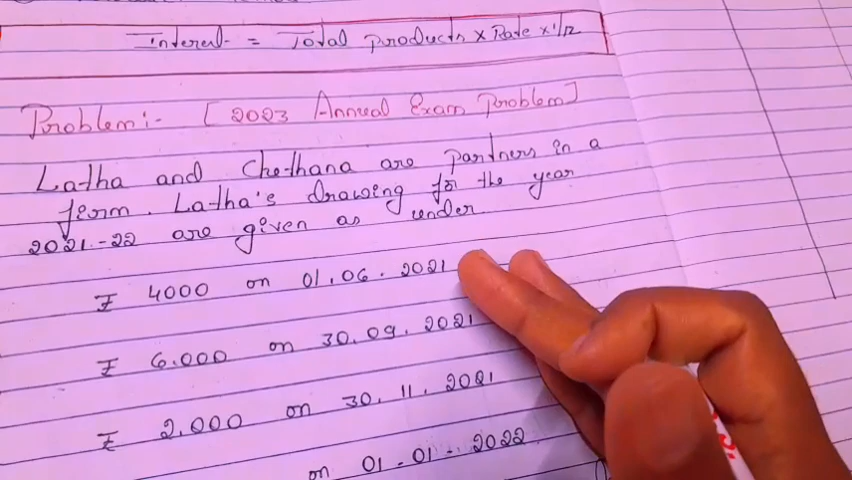 Interest = Total Products x Rate x 1/12
Problem:- [2023 Annual Exam Problem]
Latha and Chethana are partners in a
firm. Latha's drawing for the year
2021-22 are given as under.
₹ 4000 on 01.06.2021
₹ 6.000 on 30.09.2021
₹ 2.000 on 30.11.2021
on 01-01-2022